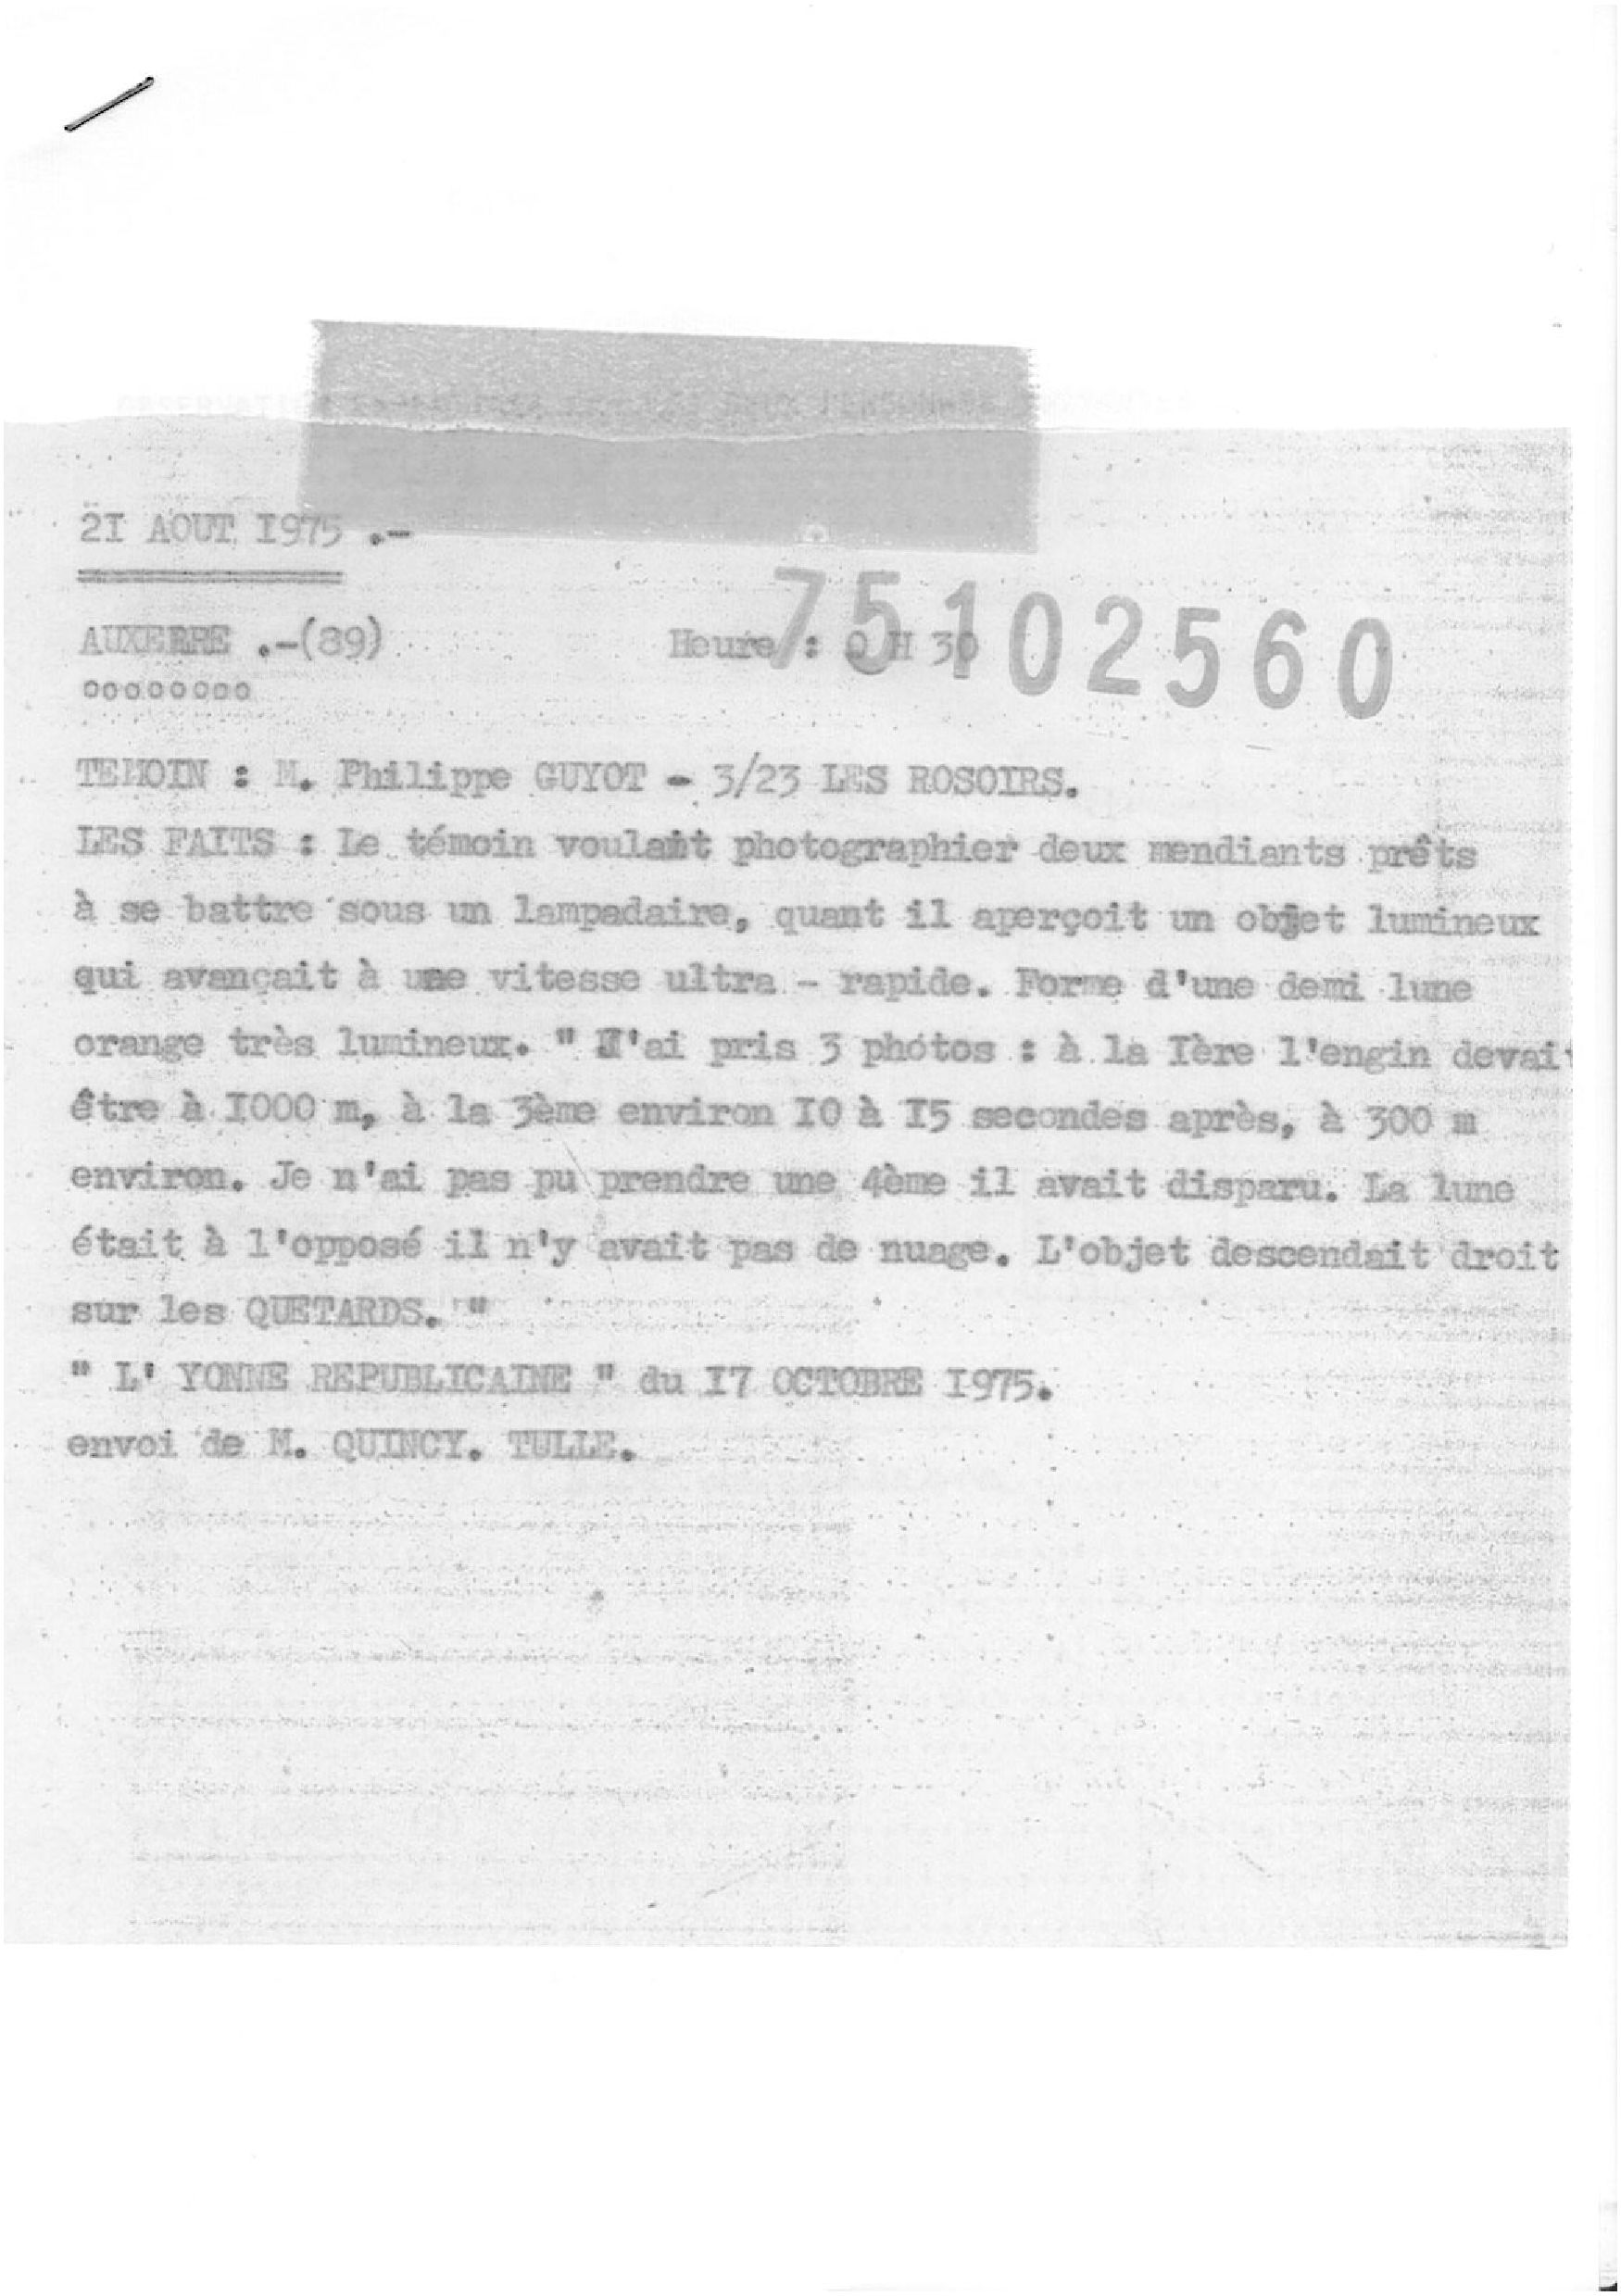 21 AOUT 1975 .-
75102560
AUXERRE .-(89) Heure : 0 H 30
oooooooo
TEMOIN : M. Philippe GUYOT - 3/23 LES ROSOIRS.
LES FAITS : Le témoin voulant photographier deux mendiants prêts
à se battre sous un lampadaire, quant il aperçoit un objet lumineux
qui avançait à une vitesse ultra - rapide. Forme d'une demi lune
orange très lumineux. " J'ai pris 3 photos : à la Ière l'engin devait
être à I000 m, à la 3ème environ I0 à I5 secondes après, à 300 m
environ. Je n'ai pas pu prendre une 4ème il avait disparu. La lune
était à l'opposé il n'y avait pas de nuage. L'objet descendait droit
sur les QUETARDS. "
" L' YONNE REPUBLICAINE " du I7 OCTOBRE I975.
envoi de M. QUINCY. TULLE.